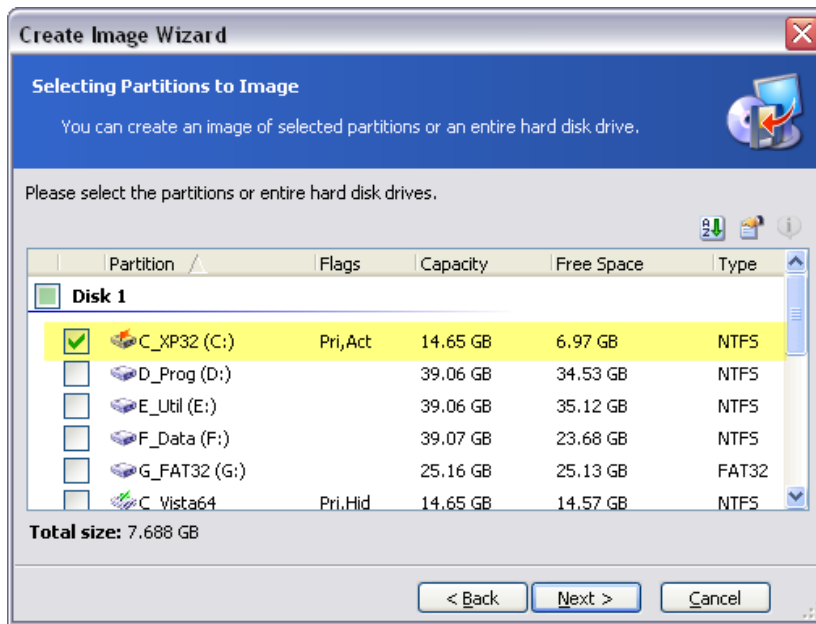 Create Image Wizard
Selecting Partitions to Image
You can create an image of selected partitions or an entire hard disk drive.
Please select the partitions or entire hard disk drives.
Partition Flags Capacity Free Space Type
Disk 1
C_XP32 (C:) Pri,Act 14.65 GB 6.97 GB NTFS
D_Prog (D:) 39.06 GB 34.53 GB NTFS
E_Util (E:) 39.06 GB 35.12 GB NTFS
F_Data (F:) 39.07 GB 23.68 GB NTFS
G_FAT32 (G:) 25.16 GB 25.13 GB FAT32
C_Vista64 Pri,Hid 14.65 GB 14.57 GB NTFS
Total size: 7.688 GB
< Back Next > Cancel